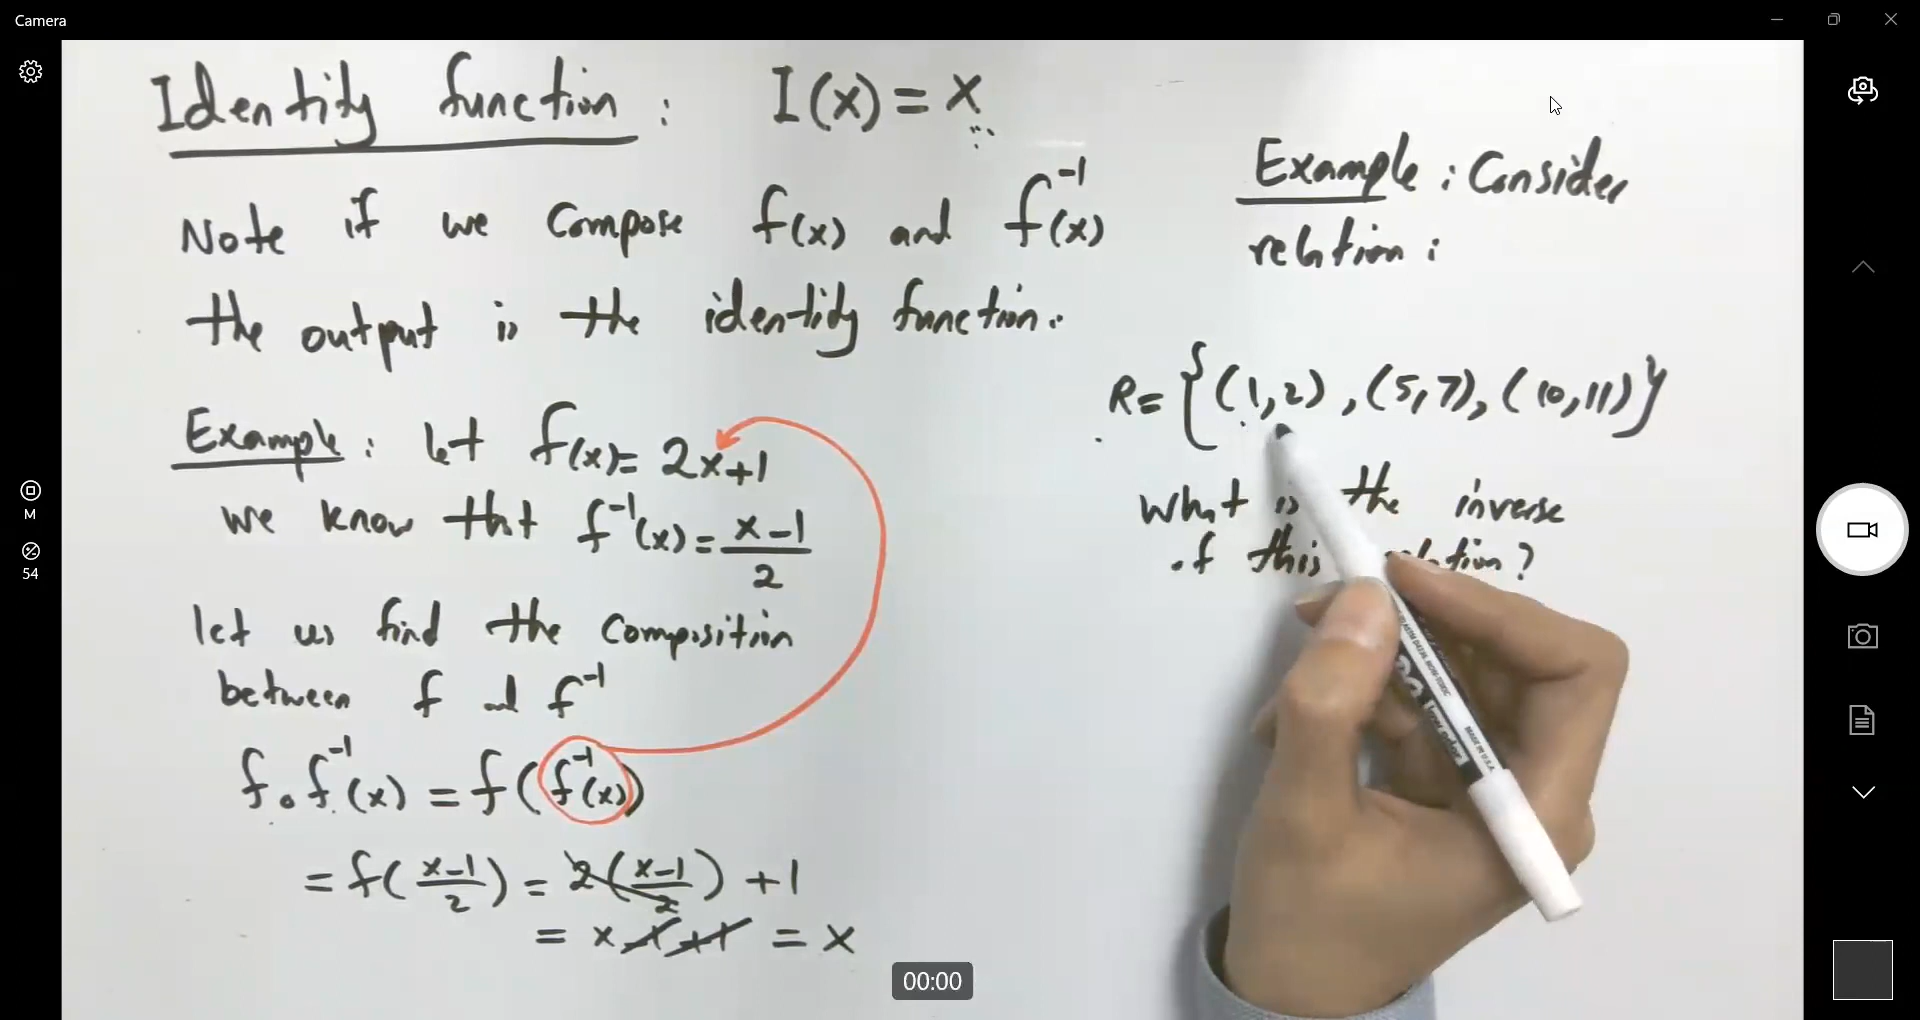 Camera
Identity function : I(x) = x
Note if we compose f(x) and f⁻¹(x)
the output is the identity function.
Example : let f(x) = 2x+1
we know that f⁻¹(x) = x-1/2
let us find the composition
between f and f⁻¹
f∘f⁻¹(x) = f(f⁻¹(x))
= f(x-1/2) = 2(x-1/2) + 1
= x -1 +1 = x
Example : Consider
relation :
R = {(1,2), (5,7), (10,11)}
what is the inverse
of this relation?
M
54
00:00